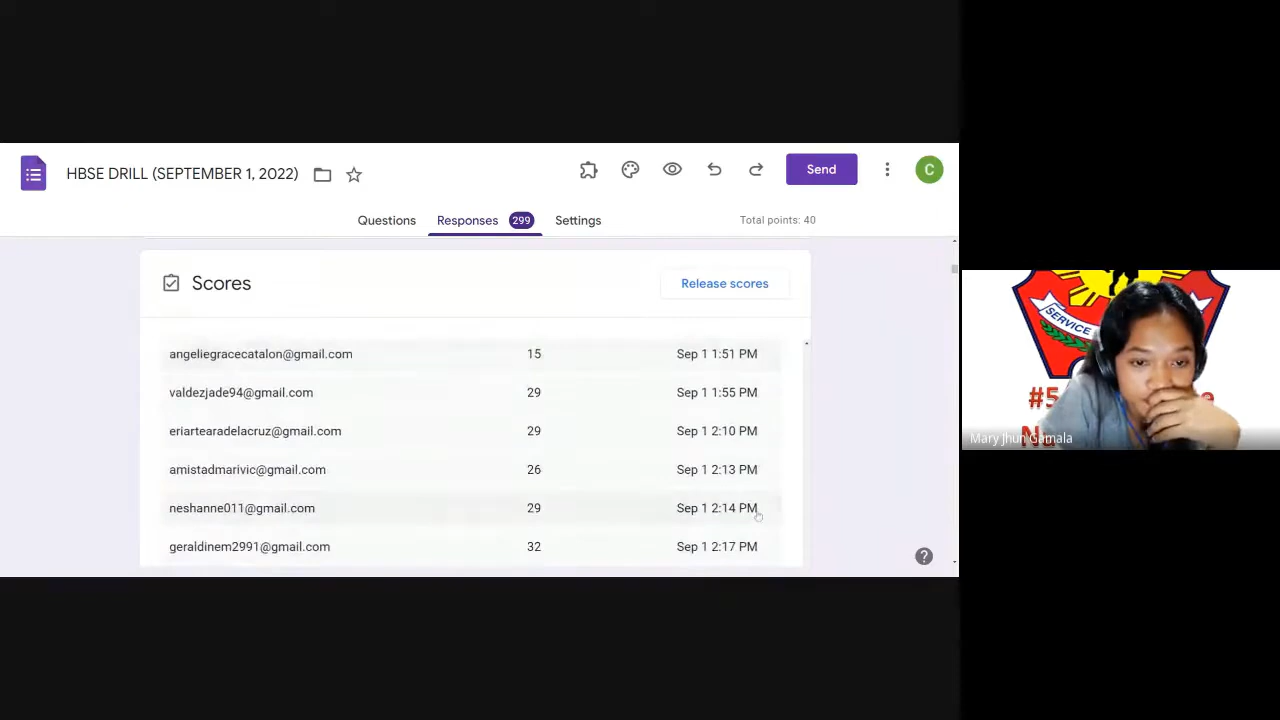 HBSE DRILL (SEPTEMBER 1, 2022)
Send
C
Questions
Responses 299
Settings
Total points: 40
Scores
Release scores
angeliegracecatalon@gmail.com 15 Sep 1 1:51 PM
valdezjade94@gmail.com 29 Sep 1 1:55 PM
eriartearadelacruz@gmail.com 29 Sep 1 2:10 PM
amistadmarivic@gmail.com 26 Sep 1 2:13 PM
neshanne011@gmail.com 29 Sep 1 2:14 PM
geraldinem2991@gmail.com 32 Sep 1 2:17 PM
?
SERVICE
Mary Jhun Gamala